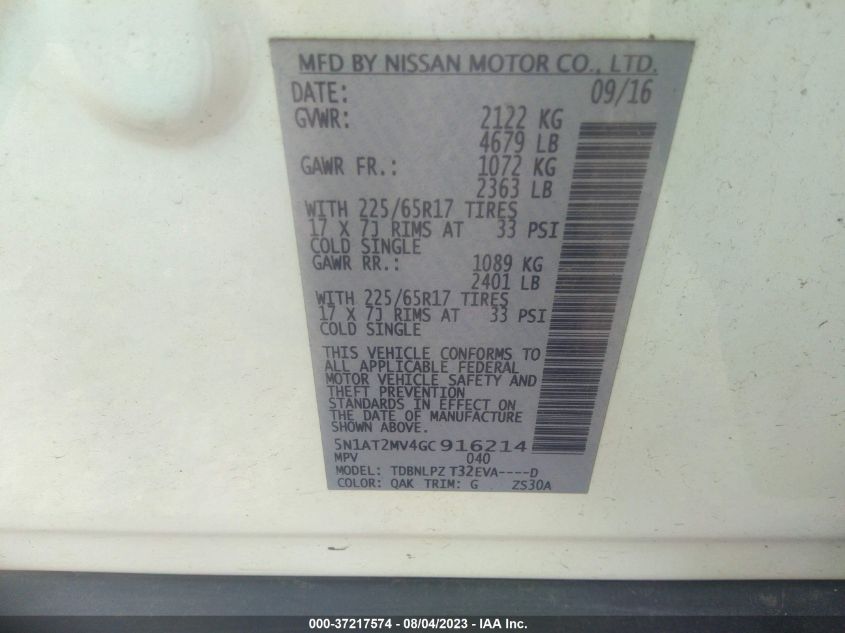 MFD BY NISSAN MOTOR CO., LTD.
DATE: 09/16
GVWR: 2122 KG
4679 LB
GAWR FR.: 1072 KG
2363 LB
WITH 225/65R17 TIRES
17 X 7J RIMS AT 33 PSI
COLD SINGLE
GAWR RR.: 1089 KG
2401 LB
WITH 225/65R17 TIRES
17 X 7J RIMS AT 33 PSI
COLD SINGLE
THIS VEHICLE CONFORMS TO
ALL APPLICABLE FEDERAL
MOTOR VEHICLE SAFETY AND
THEFT PREVENTION
STANDARDS IN EFFECT ON
THE DATE OF MANUFACTURE
SHOWN ABOVE.
5N1AT2MV4GC916214
MPV 040
MODEL: TDBNLPZ T32EVA----D
COLOR: QAK TRIM: G ZS30A
000-37217574 - 08/04/2023 - IAA Inc.